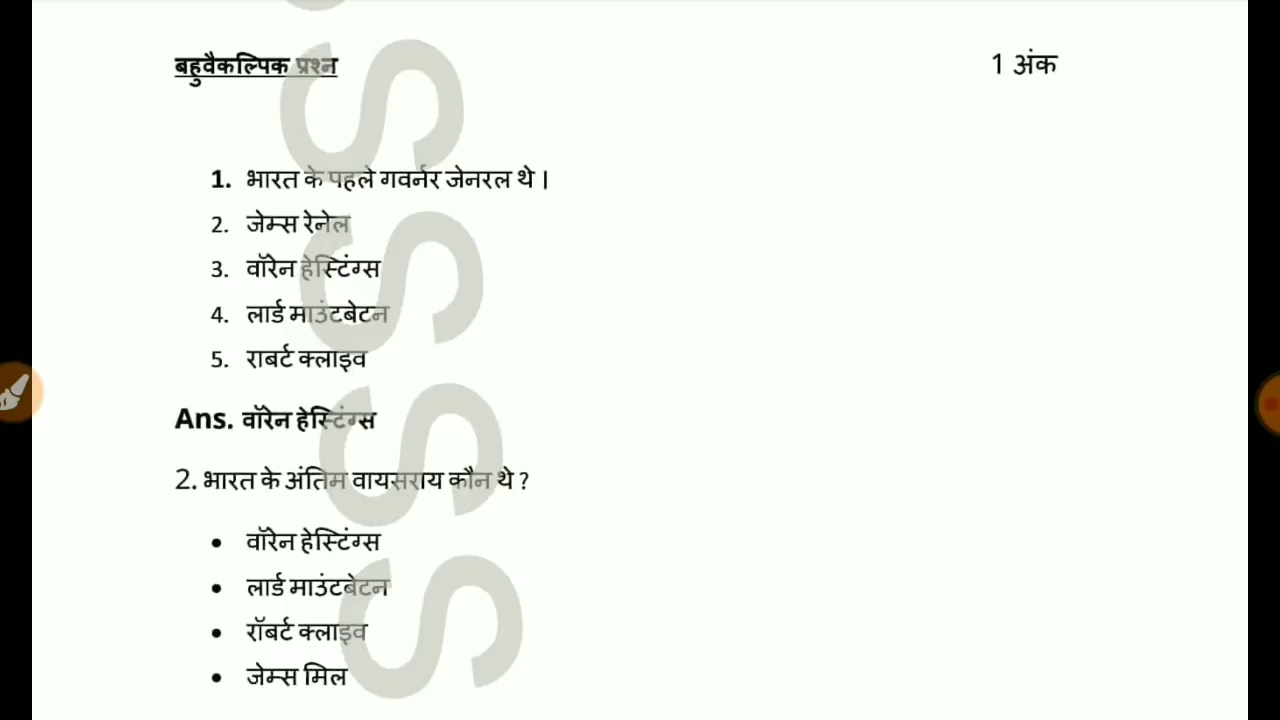 बहुवैकल्पिक प्रश्न 1 अंक
1. भारत के पहले गवर्नर जेनरल थे |
2. जेम्स रेनेल
3. वॉरेन हेस्टिंग्स
4. लार्ड माउंटबेटन
5. राबर्ट क्लाइव
Ans. वॉरेन हेस्टिंग्स
2. भारत के अंतिम वायसराय कौन थे ?
• वॉरेन हेस्टिंग्स
• लार्ड माउंटबेटन
• रॉबर्ट क्लाइव
• जेम्स मिल
SSSS